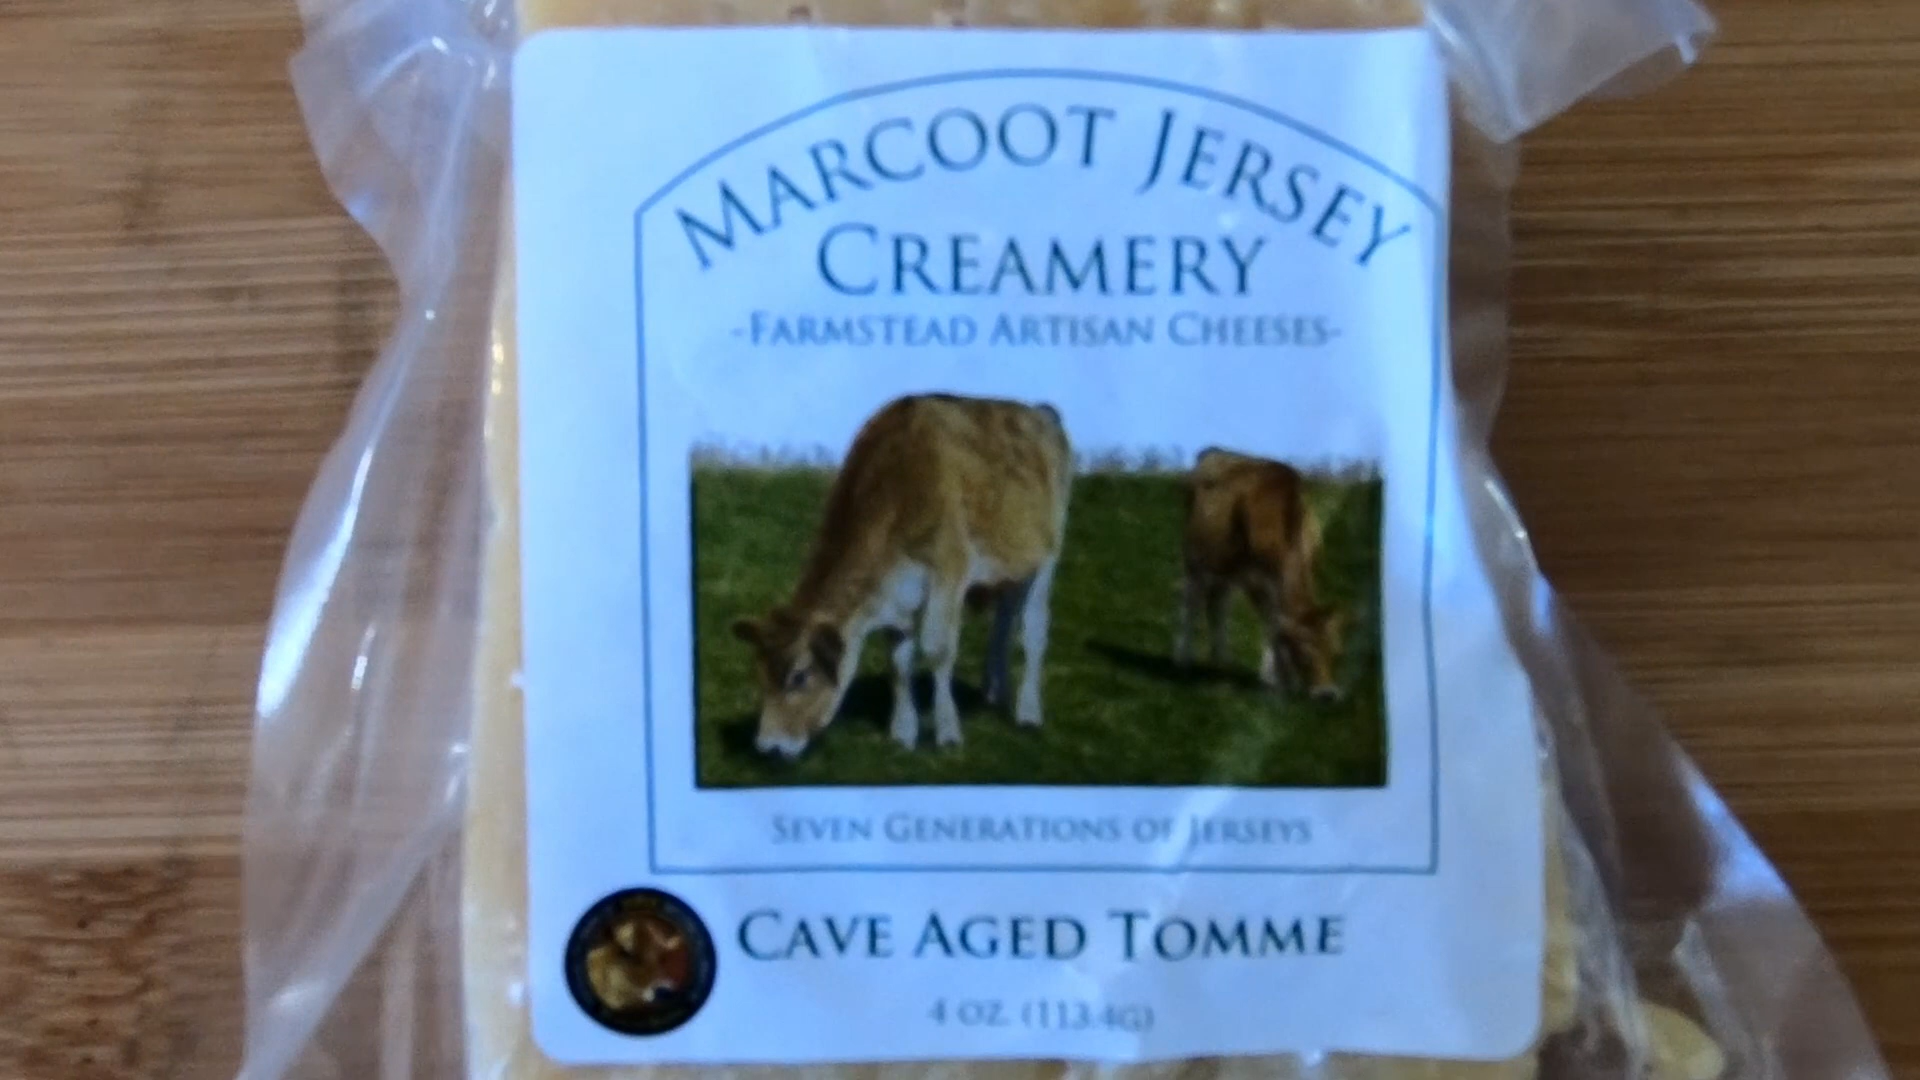 MARCOOT JERSEY
CREAMERY
-FARMSTEAD ARTISAN CHEESES-
SEVEN GENERATIONS OF JERSEYS
CAVE AGED TOMME
4 OZ. (113.4G)